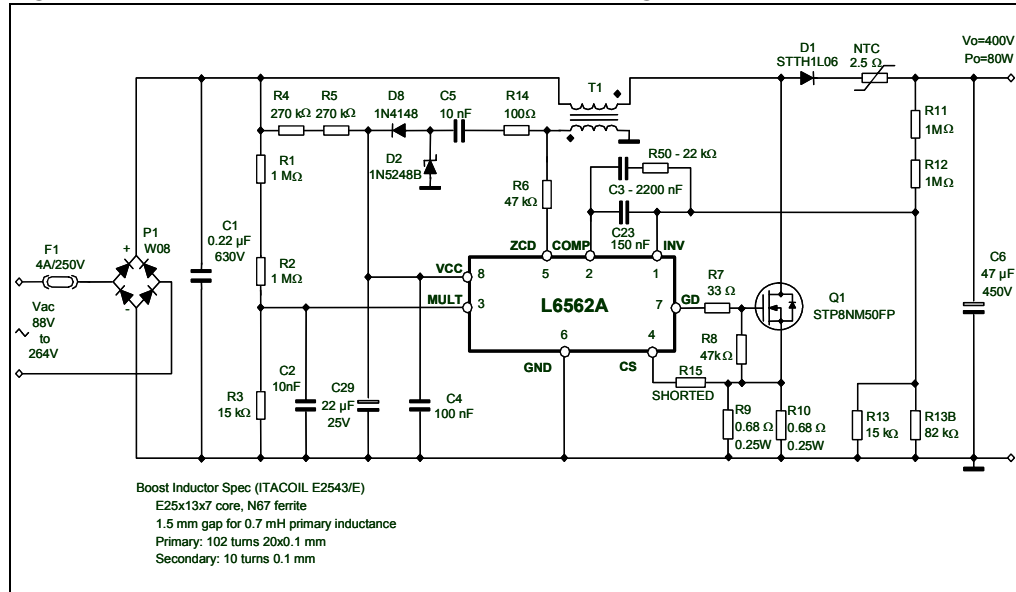 D1
STTH1L06
NTC
2.5 Ω
Vo=400V
Po=80W
T1
R4
270 kΩ
R5
270 kΩ
D8
1N4148
C5
10 nF
R14
100Ω
R11
1MΩ
R12
1MΩ
D2
1N5248B
R50 - 22 kΩ
C3 - 2200 nF
R1
1 MΩ
R6
47 kΩ
C23
150 nF
C1
0.22 µF
630V
P1
W08
+
-
F1
4A/250V
Vac
88V
to
264V
R2
1 MΩ
ZCD
COMP
INV
5
2
1
VCC
8
MULT
3
L6562A
7
GD
R7
33 Ω
Q1
STP8NM50FP
C6
47 µF
450V
6
4
GND
CS
R8
47kΩ
R15
SHORTED
R3
15 kΩ
C2
10nF
C29
22 µF
25V
C4
100 nF
R9
0.68 Ω
0.25W
R10
0.68 Ω
0.25W
R13
15 kΩ
R13B
82 kΩ
Boost Inductor Spec (ITACOIL E2543/E)
E25x13x7 core, N67 ferrite
1.5 mm gap for 0.7 mH primary inductance
Primary: 102 turns 20x0.1 mm
Secondary: 10 turns 0.1 mm